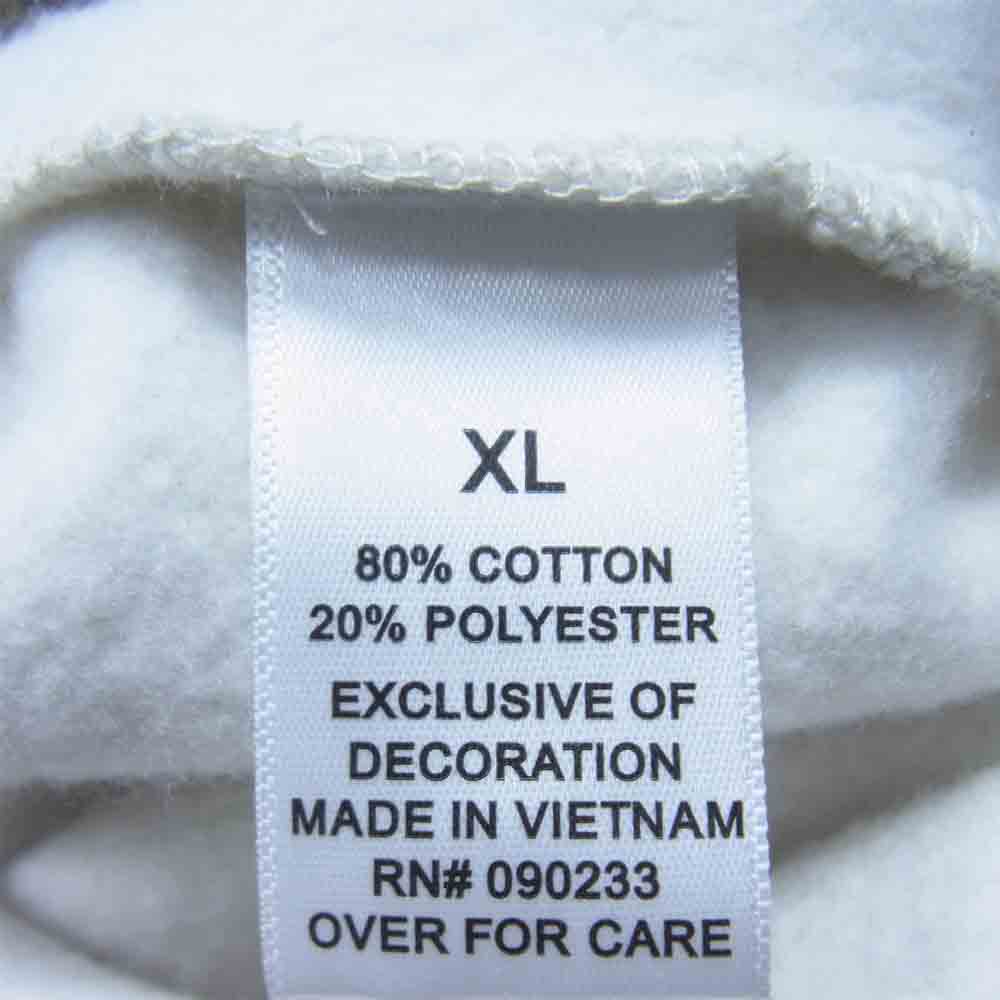 XL
80% COTTON
20% POLYESTER
EXCLUSIVE OF
DECORATION
MADE IN VIETNAM
RN# 090233
OVER FOR CARE